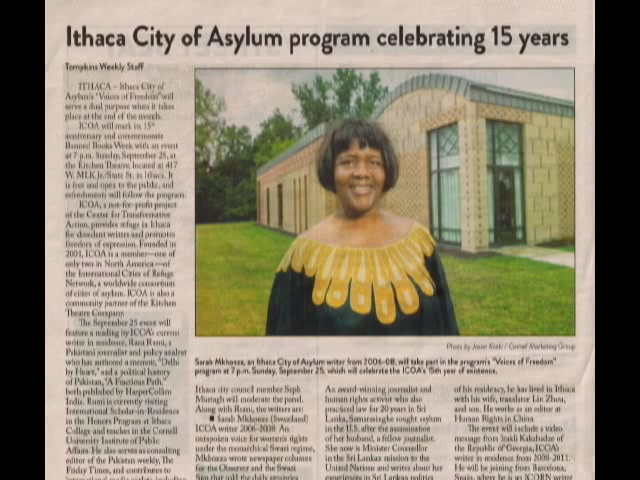 Ithaca City of Asylum program celebrating 15 years
Tompkins Weekly Staff
ITHACA – Ithaca City of
Asylum's "Voices of Freedom" will
serve a dual purpose when it takes
place at the end of the month.
ICOA will mark its 15th
anniversary and commemorate
Banned Books Week with an event
at 7 p.m. Sunday, September 25, at
the Kitchen Theatre, located at 417
W. MLK Jr./State St. in Ithaca. It
is free and open to the public, and
refreshments will follow the program.
ICOA, a not-for-profit project
of the Center for Transformative
Action, provides refuge in Ithaca
for dissident writers and promotes
freedom of expression. Founded in
2001, ICOA is a member—one of
only two in North America—of
the International Cities of Refuge
Network, a worldwide consortium
of cities of asylum. ICOA is also a
community partner of the Kitchen
Theatre Company.
The September 25 event will
feature a reading by ICOA's current
writer in residence, Raza Rumi, a
Pakistani journalist and policy analyst
who has authored a memoir, "Delhi
by Heart," and a political history
of Pakistan, "A Fractious Path,"
both published by HarperCollins
India. Rumi is currently visiting
International Scholar-in-Residence
in the Honors Program at Ithaca
College and teaches in the Cornell
University Institute of Public
Affairs. He also serves as consulting
editor of the Pakistan weekly, The
Friday Times, and contributes to
international media outlets, including
Photo by Jason Koski / Cornell Marketing Group
Sarah Mkhonza, an Ithaca City of Asylum writer from 2006-08, will take part in the program's "Voices of Freedom"
program at 7 p.m. Sunday, September 25, which will celebrate the ICOA's 15th year of existence.
Ithaca city council member Seph
Murtagh will moderate the panel.
Along with Rumi, the writers are:
■ Sarah Mkhonza (Swaziland)
ICOA writer 2006-2008 An
outspoken voice for women's rights
under the monarchical Swazi regime,
Mkhonza wrote newspaper columns
for the Observer and the Swazi
Sun that told the daily struggles
An award-winning journalist and
human rights activist who also
practiced law for 20 years in Sri
Lanka, Samarasinghe sought asylum
in the U.S. after the assassination
of her husband, a fellow journalist.
She now is Minister Counsellor
in the Sri Lankan mission to the
United Nations and writes about her
experiences in Sri Lanka's politics
of his residency, he has lived in Ithaca
with his wife, translator Lin Zhou,
and son. He works as an editor at
Human Rights in China.
The event will include a video
message from Irakli Kakabadze of
the Republic of Georgia, ICOA's
writer in residence from 2008-2011.
He will be joining from Barcelona,
Spain, where he is an ICORN writer